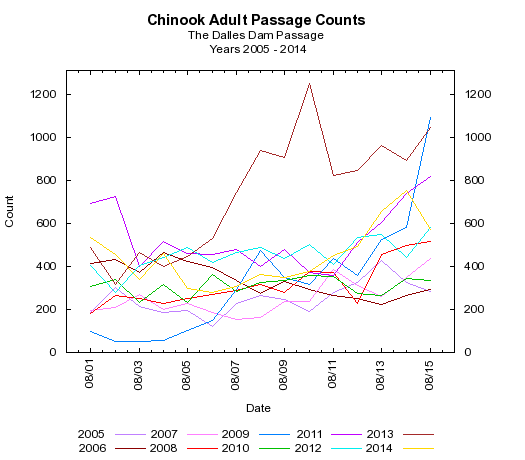 Chinook Adult Passage Counts
The Dalles Dam Passage
Years 2005 - 2014
1200 1200
1000 1000
800 800
600 600
400 400
200 200
0 0
Count
08/01 08/03 08/05 08/07 08/09 08/11 08/13 08/15
Date
2005 2007 2009 2011 2013
2006 2008 2010 2012 2014